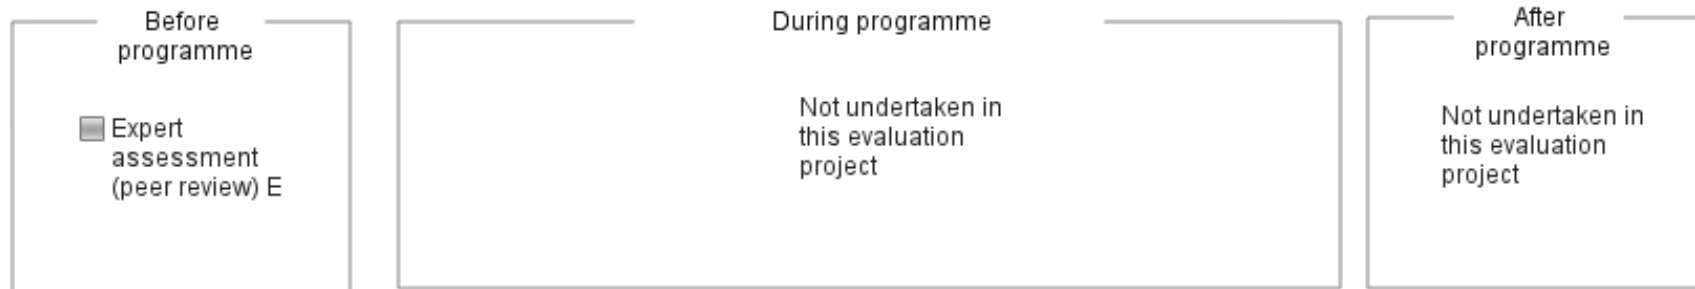 Before
programme
Expert
assessment
(peer review) E
During programme
Not undertaken in
this evaluation
project
After
programme
Not undertaken in
this evaluation
project